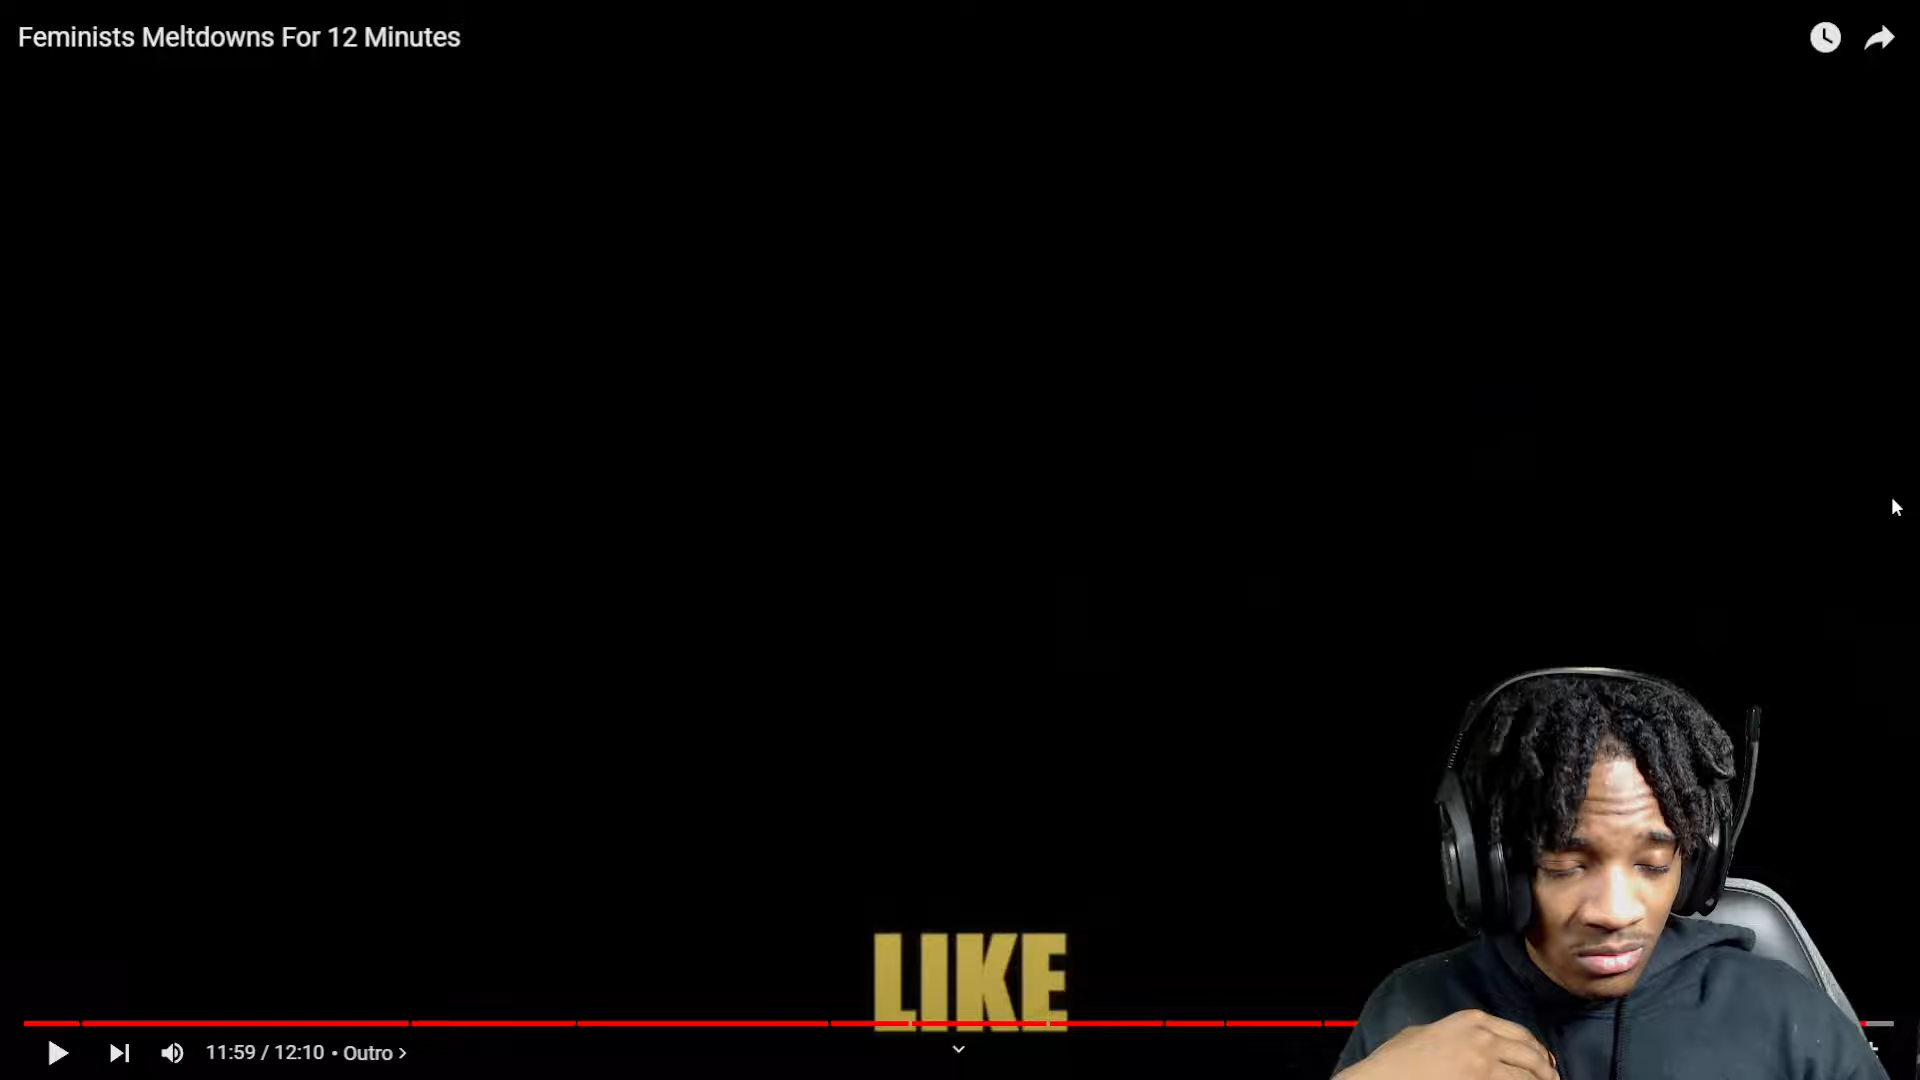 Feminists Meltdowns For 12 Minutes
LIKE
11:59 / 12:10 • Outro >